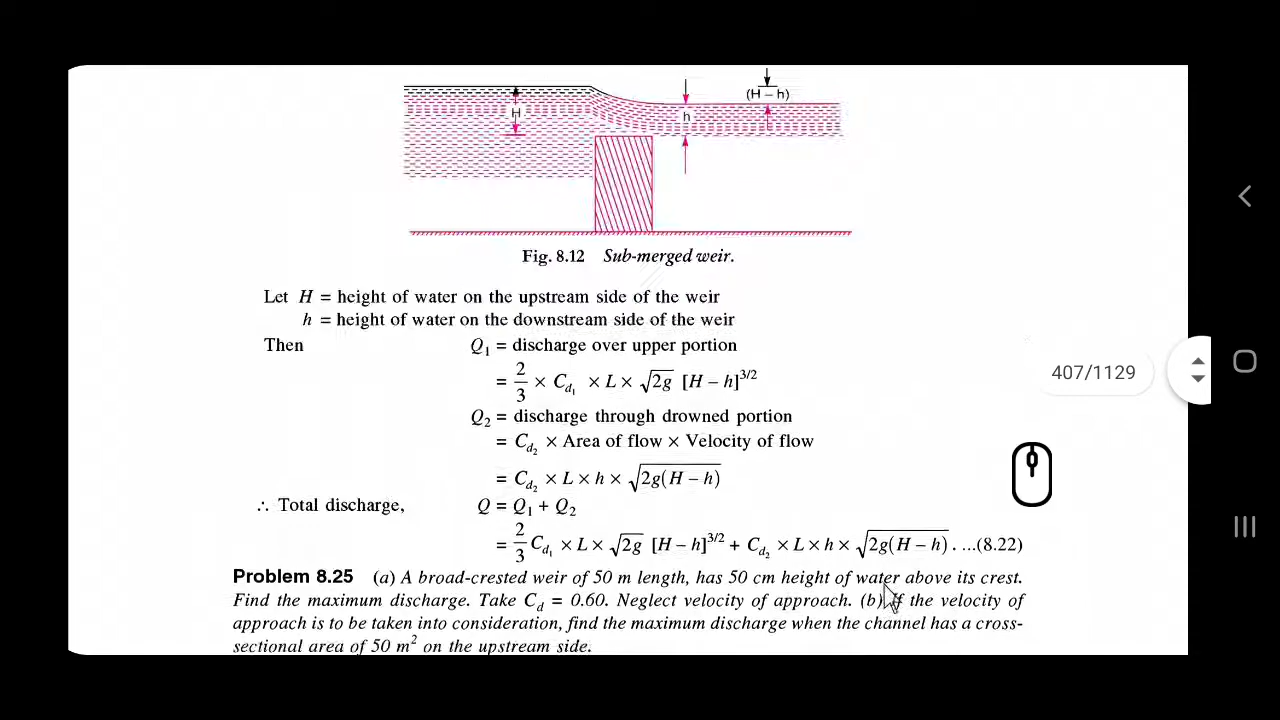 (H – h)
H
h
Fig. 8.12 Sub-merged weir.
Let H = height of water on the upstream side of the weir
h = height of water on the downstream side of the weir
Then Q₁ = discharge over upper portion
= 2/3 × C_d₁ × L × √2g [H – h]^3/2
407/1129
Q₂ = discharge through drowned portion
= C_d₂ × Area of flow × Velocity of flow
= C_d₂ × L × h × √2g(H – h)
∴ Total discharge, Q = Q₁ + Q₂
= 2/3 C_d₁ × L × √2g [H – h]^3/2 + C_d₂ × L × h × √2g(H – h) . ...(8.22)
Problem 8.25 (a) A broad-crested weir of 50 m length, has 50 cm height of water above its crest.
Find the maximum discharge. Take C_d = 0.60. Neglect velocity of approach. (b) If the velocity of
approach is to be taken into consideration, find the maximum discharge when the channel has a cross-
sectional area of 50 m² on the upstream side.